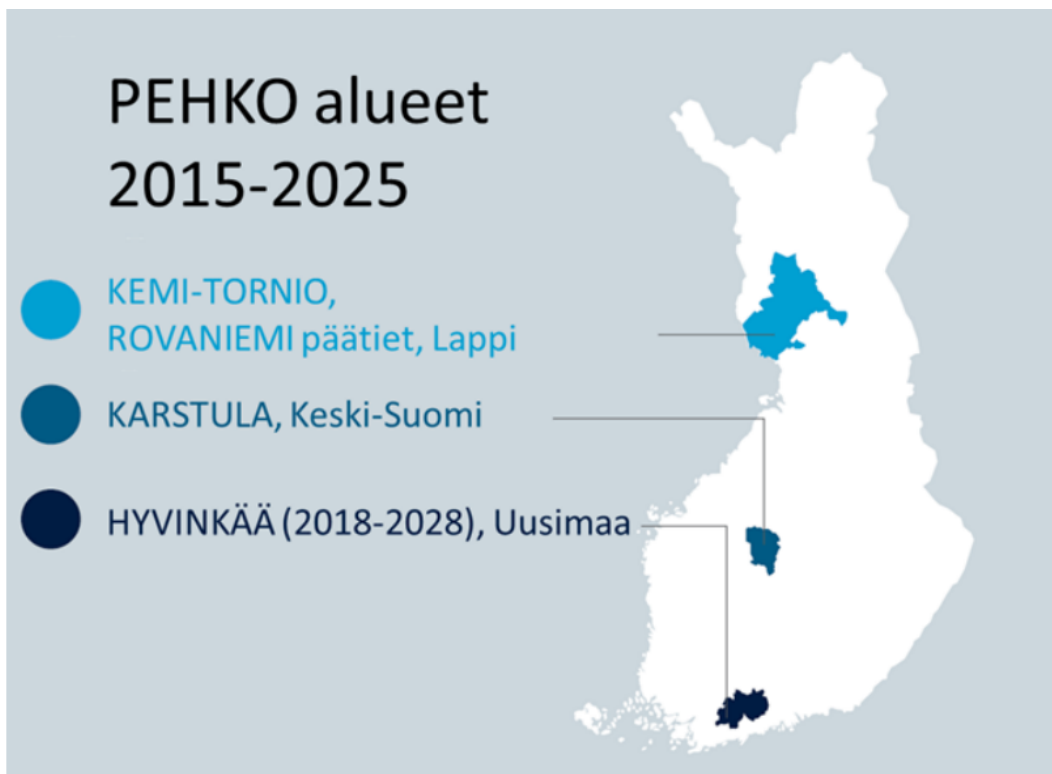 PEHKO alueet
2015-2025
KEMI-TORNIO,
ROVANIEMI päätiet, Lappi
KARSTULA, Keski-Suomi
HYVINKÄÄ (2018-2028), Uusimaa